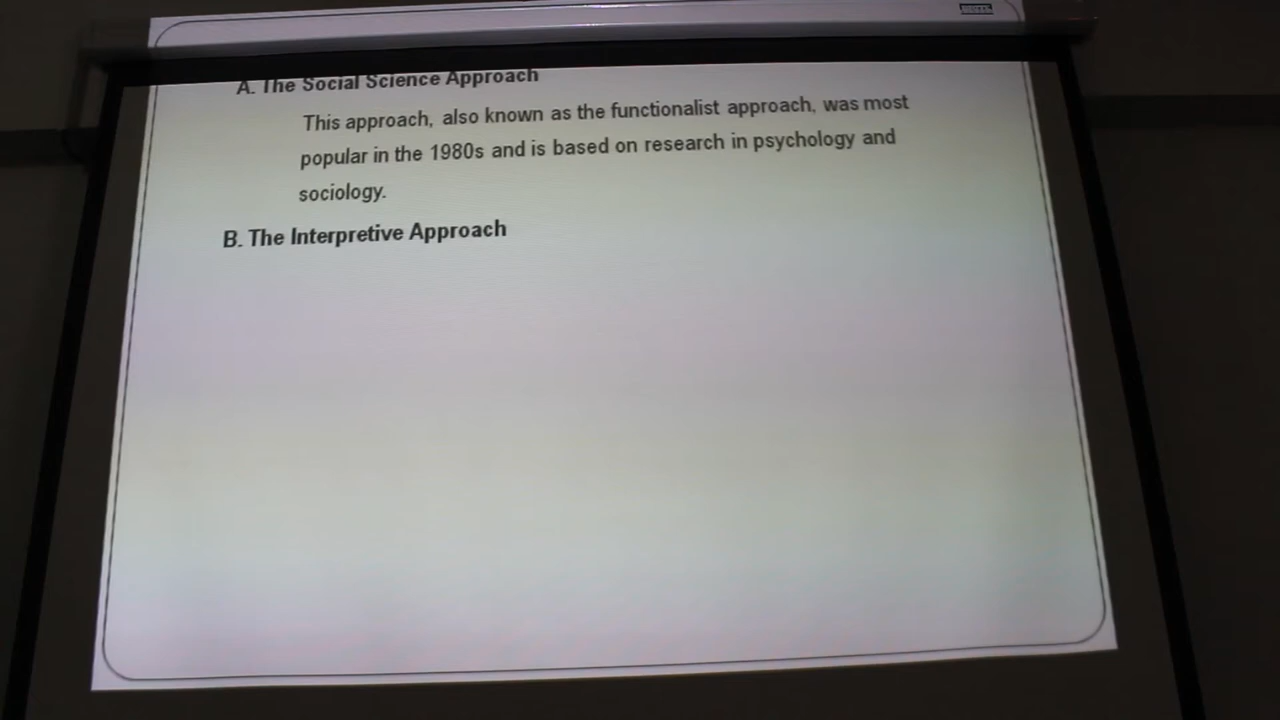 A. The Social Science Approach
This approach, also known as the functionalist approach, was most
popular in the 1980s and is based on research in psychology and
sociology.
B. The Interpretive Approach